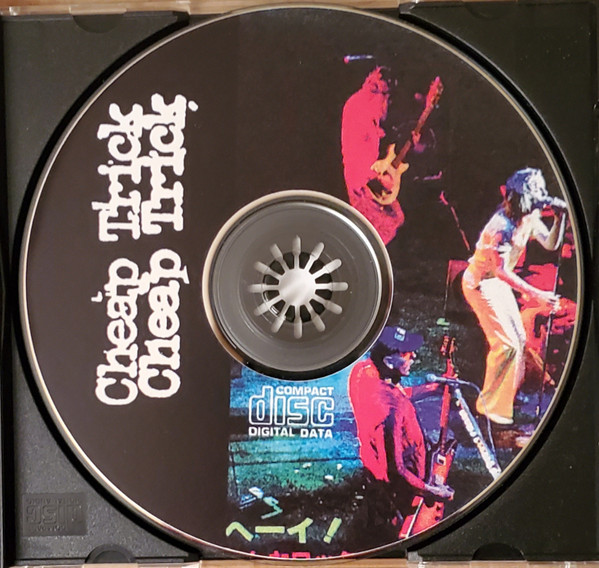 Cheap Trick
Cheap Trick
COMPACT
disc
DIGITAL DATA
ヘーイ！